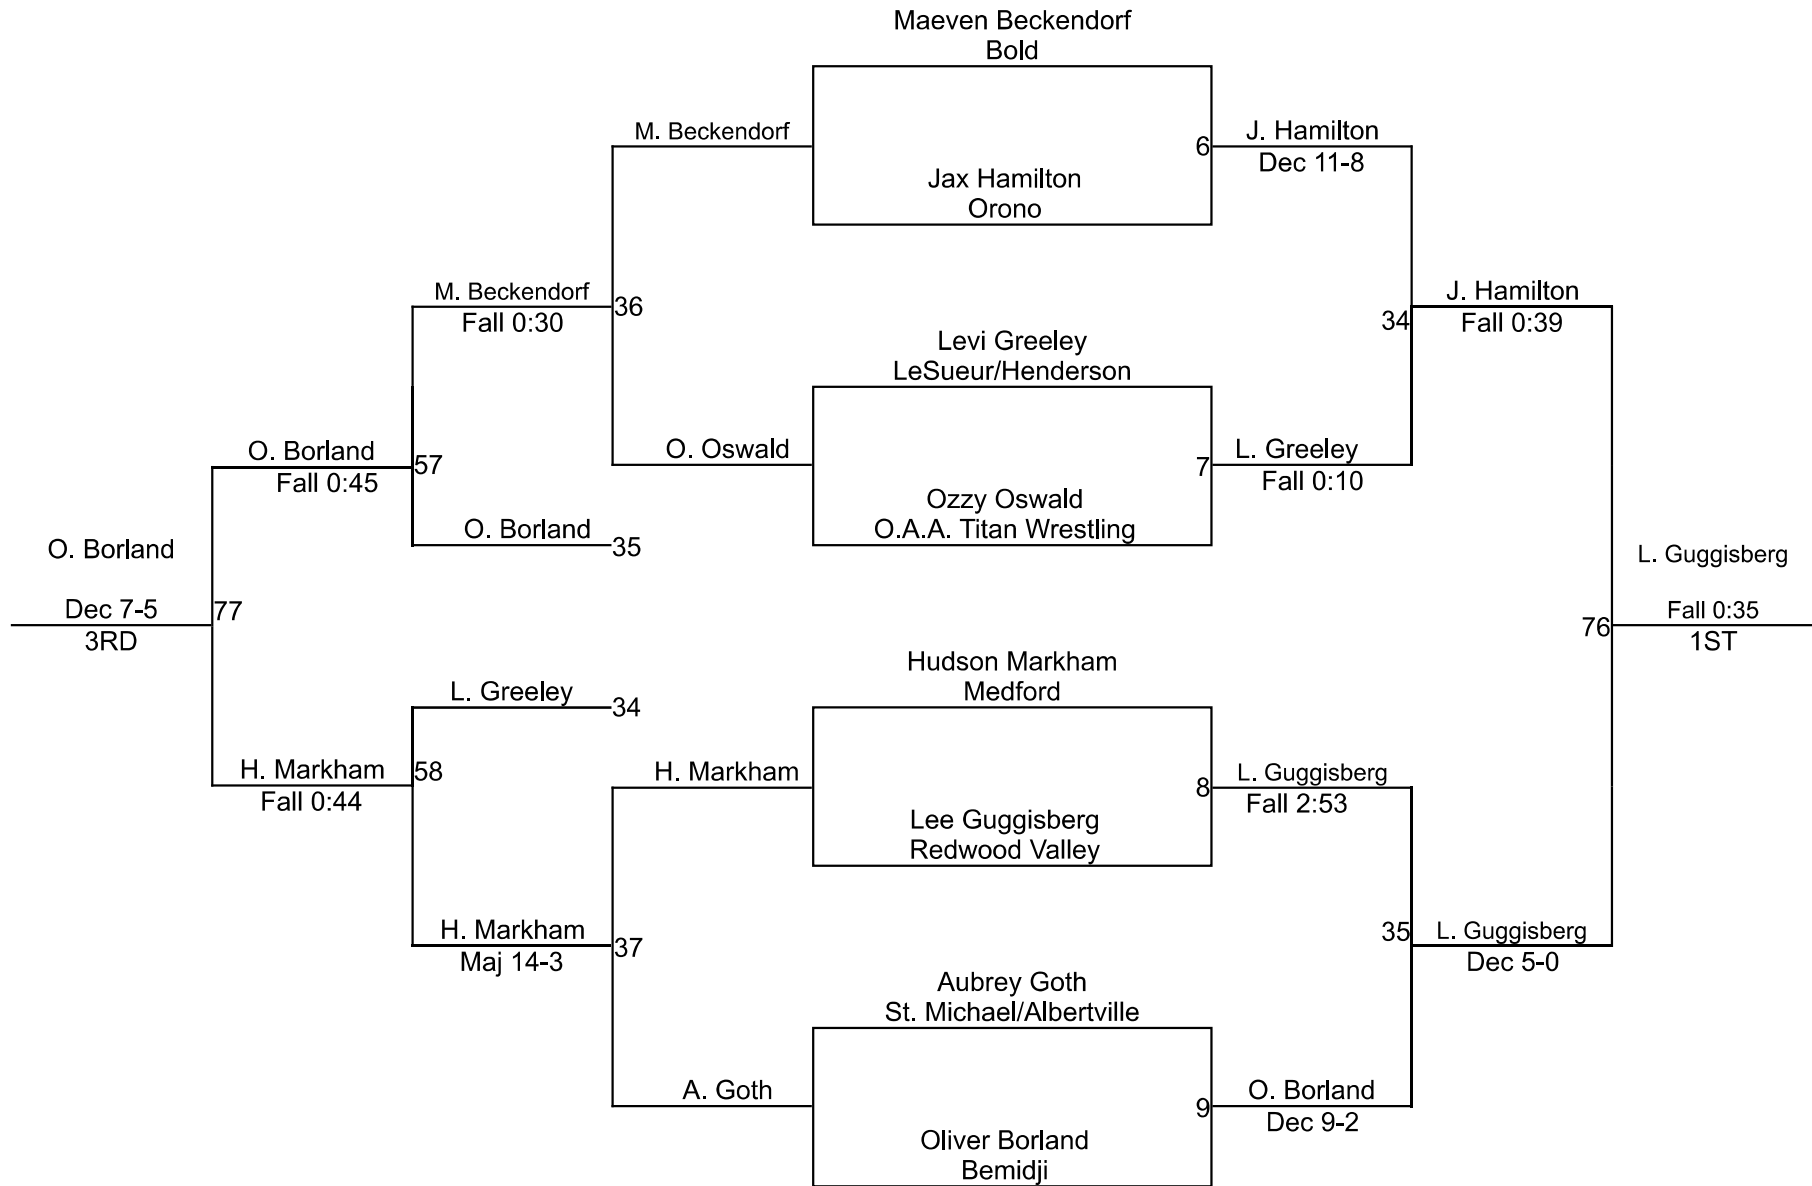 Maeven Beckendorf
Bold
M. Beckendorf
6
J. Hamilton
Dec 11-8
Jax Hamilton
Orono
M. Beckendorf
Fall 0:30
36
34
J. Hamilton
Fall 0:39
Levi Greeley
LeSueur/Henderson
O. Borland
Fall 0:45
57
O. Oswald
7
L. Greeley
Fall 0:10
Ozzy Oswald
O.A.A. Titan Wrestling
O. Borland
35
O. Borland
Dec 7-5
3RD
77
L. Guggisberg
Fall 0:35
1ST
76
Hudson Markham
Medford
L. Greeley
34
H. Markham
Fall 0:44
58
H. Markham
8
L. Guggisberg
Fall 2:53
Lee Guggisberg
Redwood Valley
H. Markham
Maj 14-3
37
35
L. Guggisberg
Dec 5-0
Aubrey Goth
St. Michael/Albertville
A. Goth
9
O. Borland
Dec 9-2
Oliver Borland
Bemidji